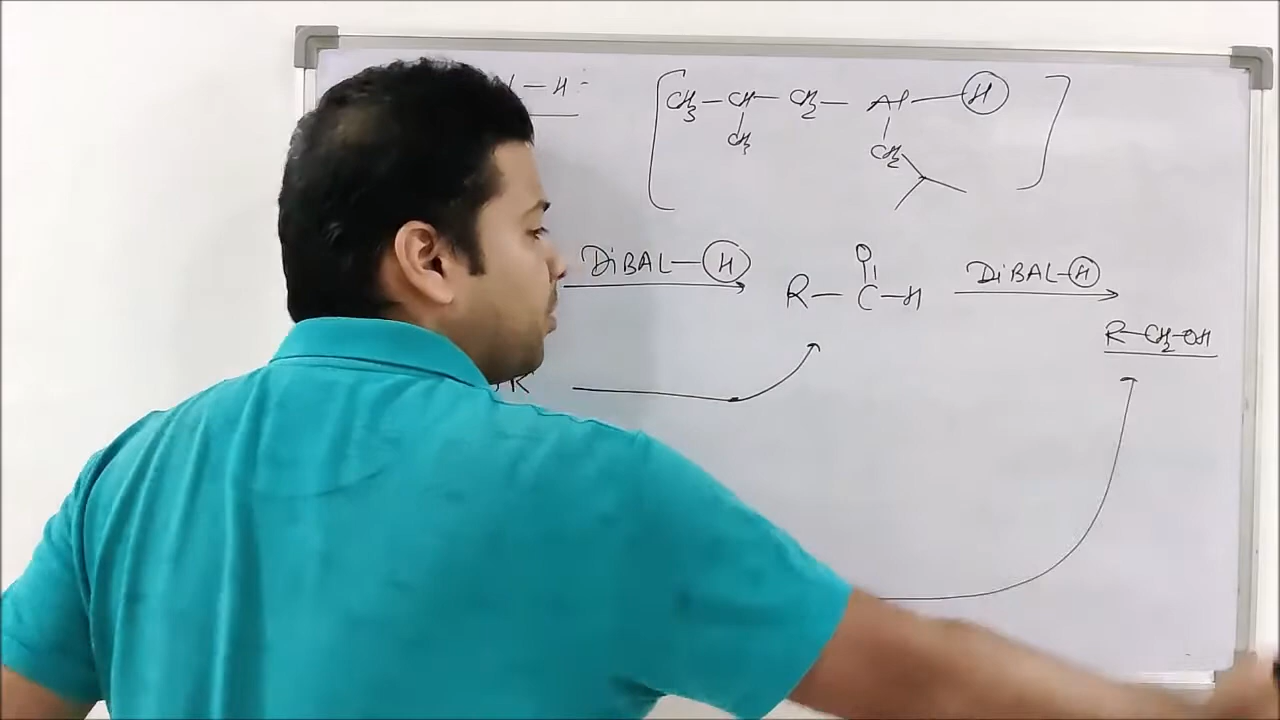 – H :-
CH3 – CH – CH2 – Al – H
CH3
CH2
DiBAL – H
O
R – C – H
DiBAL – H
R – CH2 – OH
R